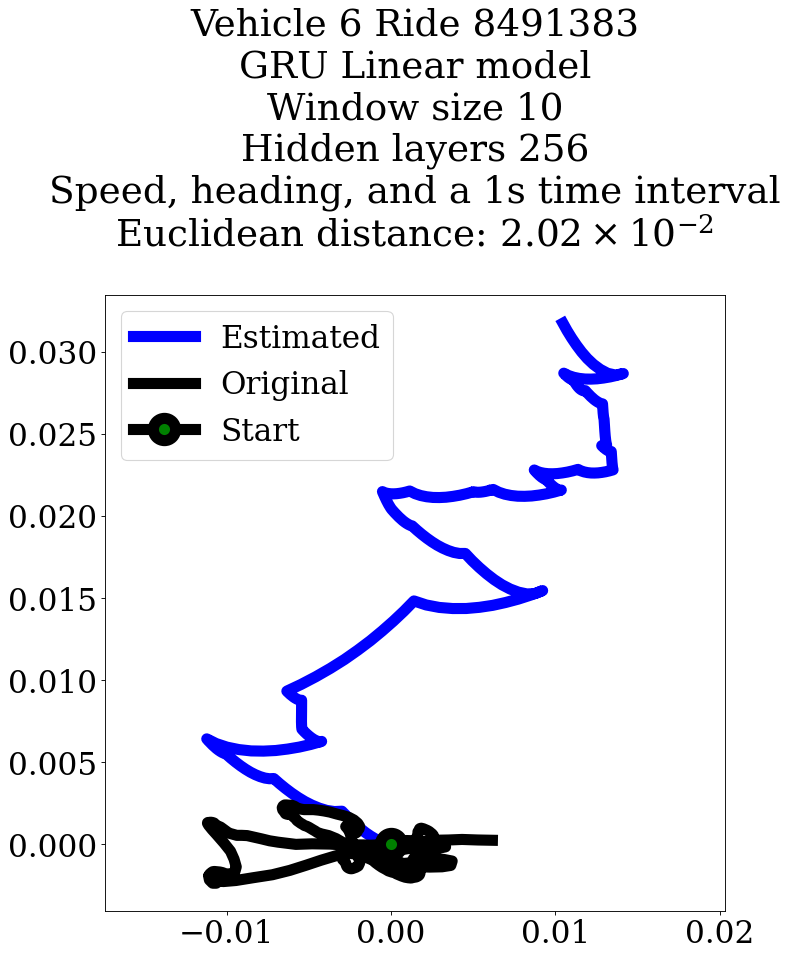 Vehicle 6 Ride 8491383
GRU Linear model
Window size 10
Hidden layers 256
Speed, heading, and a 1s time interval
Euclidean distance: 2.02 × 10⁻²
Estimated
Original
Start
0.030
0.025
0.020
0.015
0.010
0.005
0.000
−0.01 0.00 0.01 0.02